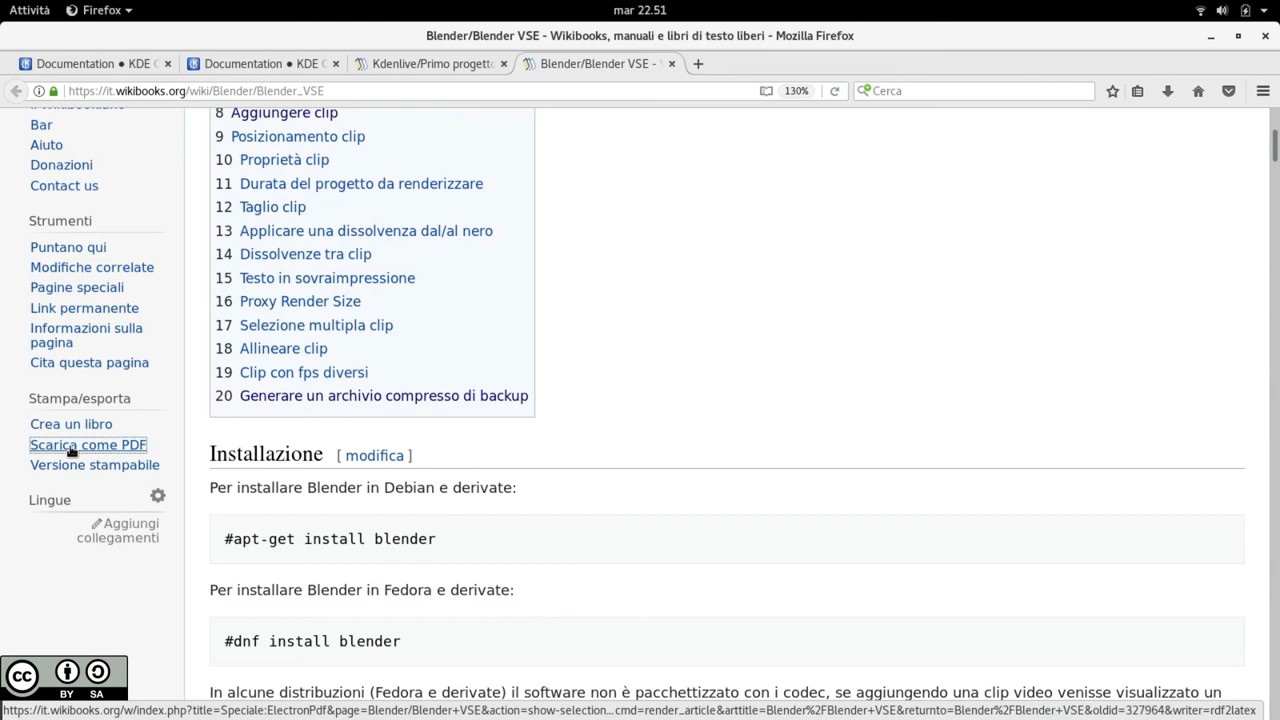 Attività Firefox mar 22.51
Blender/Blender VSE - Wikibooks, manuali e libri di testo liberi - Mozilla Firefox
Documentation • KDE Documentation • KDE Kdenlive/Primo progett Blender/Blender VSE -
https://it.wikibooks.org/wiki/Blender/Blender_VSE 130% Cerca
Bar
Aiuto
Donazioni
Contact us
Strumenti
Puntano qui
Modifiche correlate
Pagine speciali
Link permanente
Informazioni sulla
pagina
Cita questa pagina
Stampa/esporta
Crea un libro
Scarica come PDF
Versione stampabile
Lingue
Aggiungi
collegamenti
8 Aggiungere clip
9 Posizionamento clip
10 Proprietà clip
11 Durata del progetto da renderizzare
12 Taglio clip
13 Applicare una dissolvenza dal/al nero
14 Dissolvenze tra clip
15 Testo in sovraimpressione
16 Proxy Render Size
17 Selezione multipla clip
18 Allineare clip
19 Clip con fps diversi
20 Generare un archivio compresso di backup
Installazione [ modifica ]
Per installare Blender in Debian e derivate:
#apt-get install blender
Per installare Blender in Fedora e derivate:
#dnf install blender
In alcune distribuzioni (Fedora e derivate) il software non è pacchettizzato con i codec, se aggiungendo una clip video venisse visualizzato un
cc BY SA
https://it.wikibooks.org/w/index.php?title=Speciale:ElectronPdf&page=Blender/Blender+VSE&action=show-selection...cmd=render_article&arttitle=Blender%2FBlender+VSE&returnto=Blender%2FBlender+VSE&oldid=327964&writer=rdf2latex